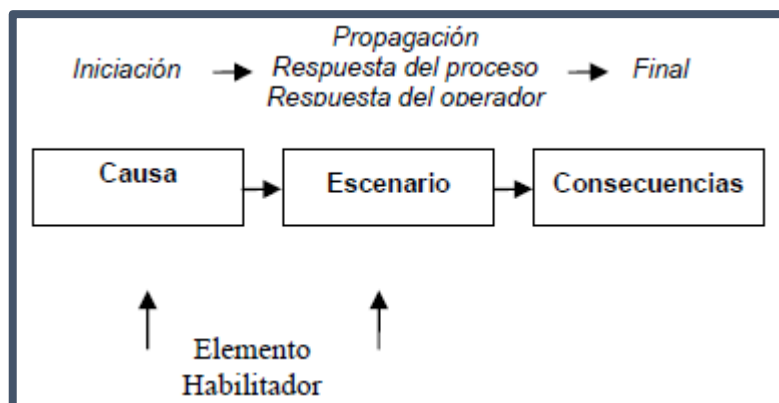 Propagación
Iniciación Respuesta del proceso Final
Respuesta del operador
Causa Escenario Consecuencias
Elemento
Habilitador